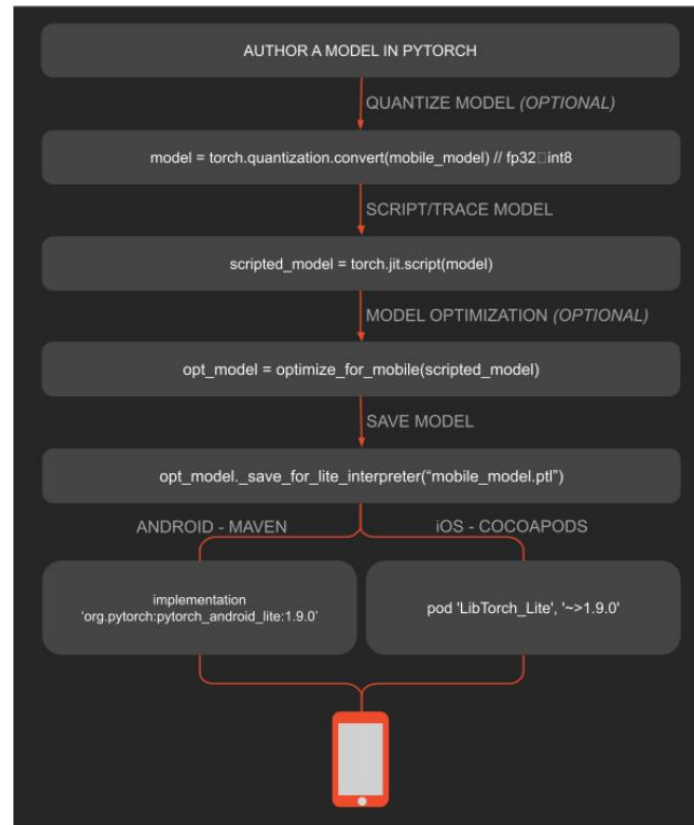 AUTHOR A MODEL IN PYTORCH
QUANTIZE MODEL (OPTIONAL)
model = torch.quantization.convert(mobile_model) // fp32□int8
SCRIPT/TRACE MODEL
scripted_model = torch.jit.script(model)
MODEL OPTIMIZATION (OPTIONAL)
opt_model = optimize_for_mobile(scripted_model)
SAVE MODEL
opt_model._save_for_lite_interpreter(“mobile_model.ptl”)
ANDROID - MAVEN
iOS - COCOAPODS
implementation
‘org.pytorch:pytorch_android_lite:1.9.0’
pod 'LibTorch_Lite', '~>1.9.0'